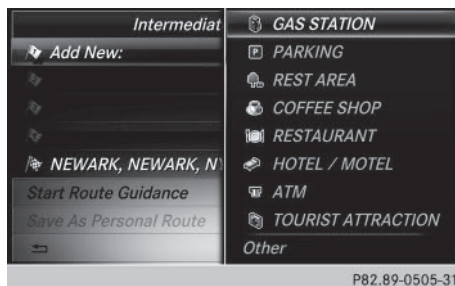 Intermediat
Add New:
NEWARK, NEWARK, NY
Start Route Guidance
Save As Personal Route
GAS STATION
P PARKING
REST AREA
COFFEE SHOP
RESTAURANT
HOTEL / MOTEL
ATM
TOURIST ATTRACTION
Other
P82.89-0505-31